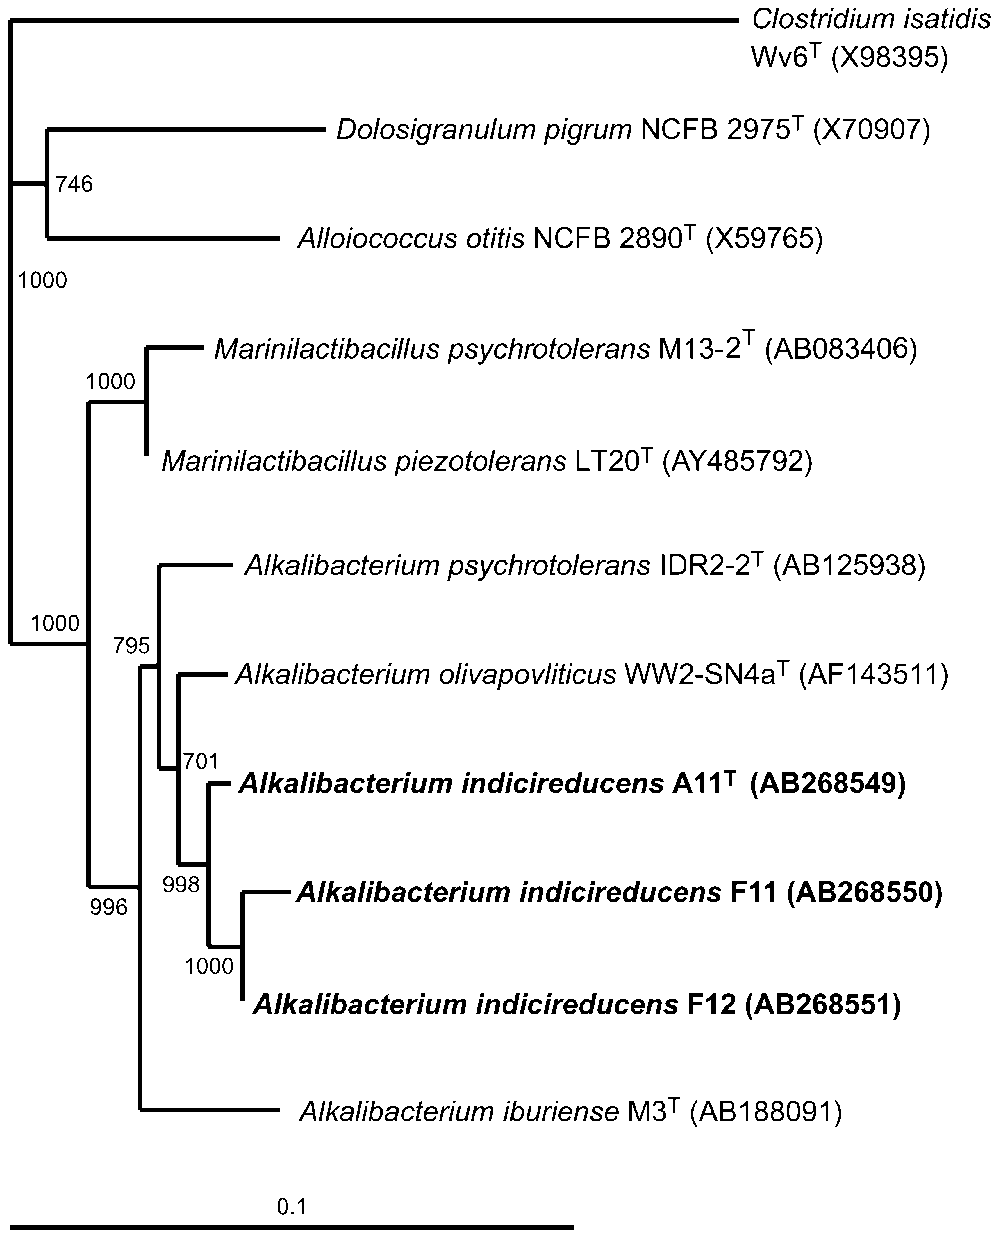 Clostridium isatidis
Wv6T (X98395)
Dolosigranulum pigrum NCFB 2975T (X70907)
746
Alloiococcus otitis NCFB 2890T (X59765)
1000
Marinilactibacillus psychrotolerans M13-2T (AB083406)
1000
Marinilactibacillus piezotolerans LT20T (AY485792)
Alkalibacterium psychrotolerans IDR2-2T (AB125938)
1000
795
Alkalibacterium olivapovliticus WW2-SN4aT (AF143511)
701
Alkalibacterium indicireducens A11T (AB268549)
998
Alkalibacterium indicireducens F11 (AB268550)
996
1000
Alkalibacterium indicireducens F12 (AB268551)
Alkalibacterium iburiense M3T (AB188091)
0.1